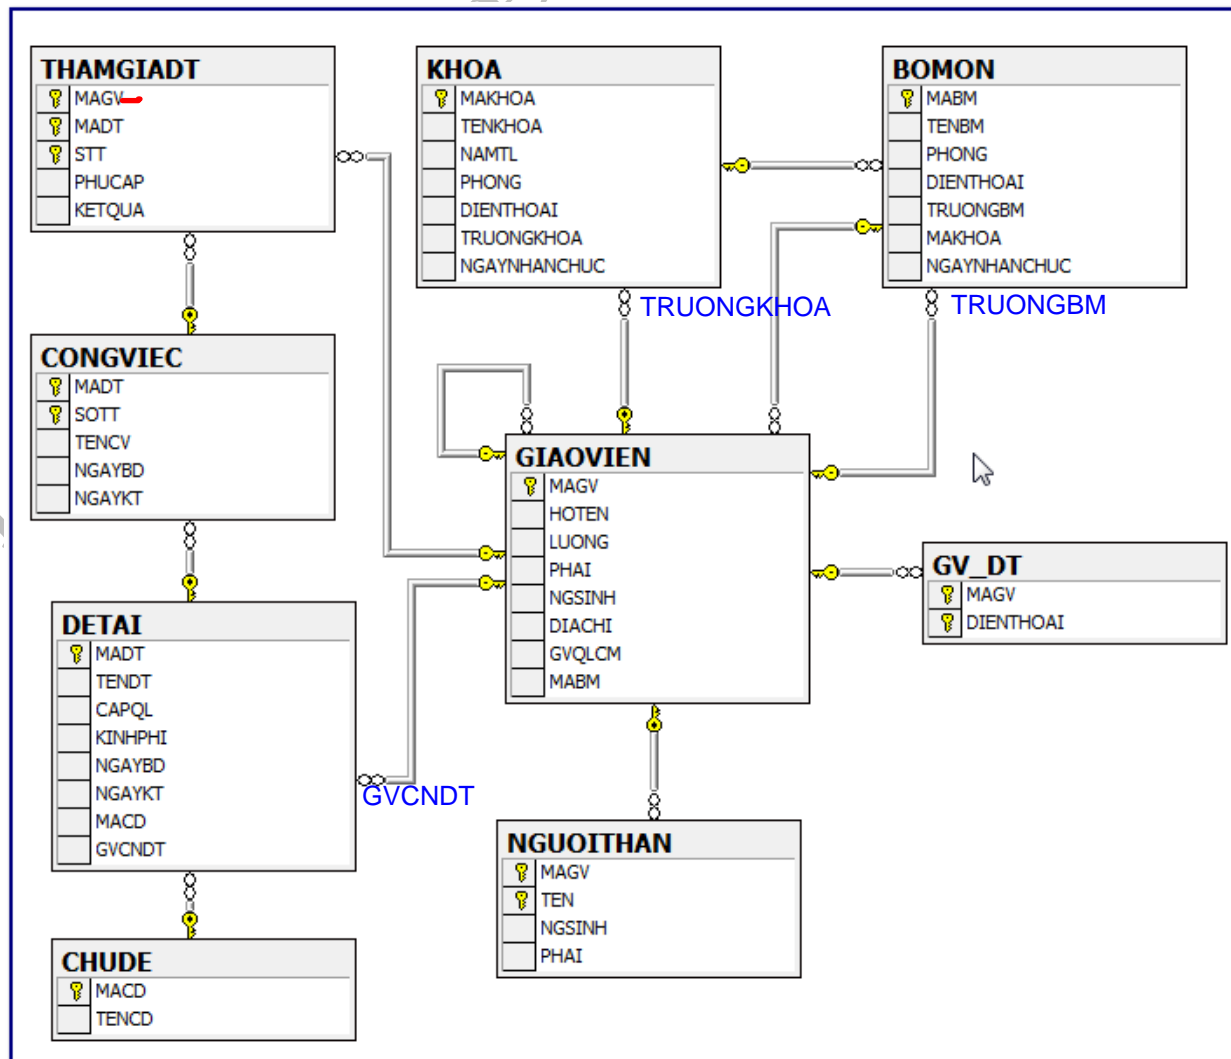 THAMGIADT
MAGV
MADT
STT
PHUCAP
KETQUA
KHOA
MAKHOA
TENKHOA
NAMTL
PHONG
DIENTHOAI
TRUONGKHOA
NGAYNHANCHUC
BOMON
MABM
TENBM
PHONG
DIENTHOAI
TRUONGBM
MAKHOA
NGAYNHANCHUC
TRUONGKHOA
TRUONGBM
CONGVIEC
MADT
SOTT
TENCV
NGAYBD
NGAYKT
GIAOVIEN
MAGV
HOTEN
LUONG
PHAI
NGSINH
DIACHI
GVQLCM
MABM
GV_DT
MAGV
DIENTHOAI
DETAI
MADT
TENDT
CAPQL
KINHPHI
NGAYBD
NGAYKT
MACD
GVCNDT
GVCNDT
NGUOITHAN
MAGV
TEN
NGSINH
PHAI
CHUDE
MACD
TENCD